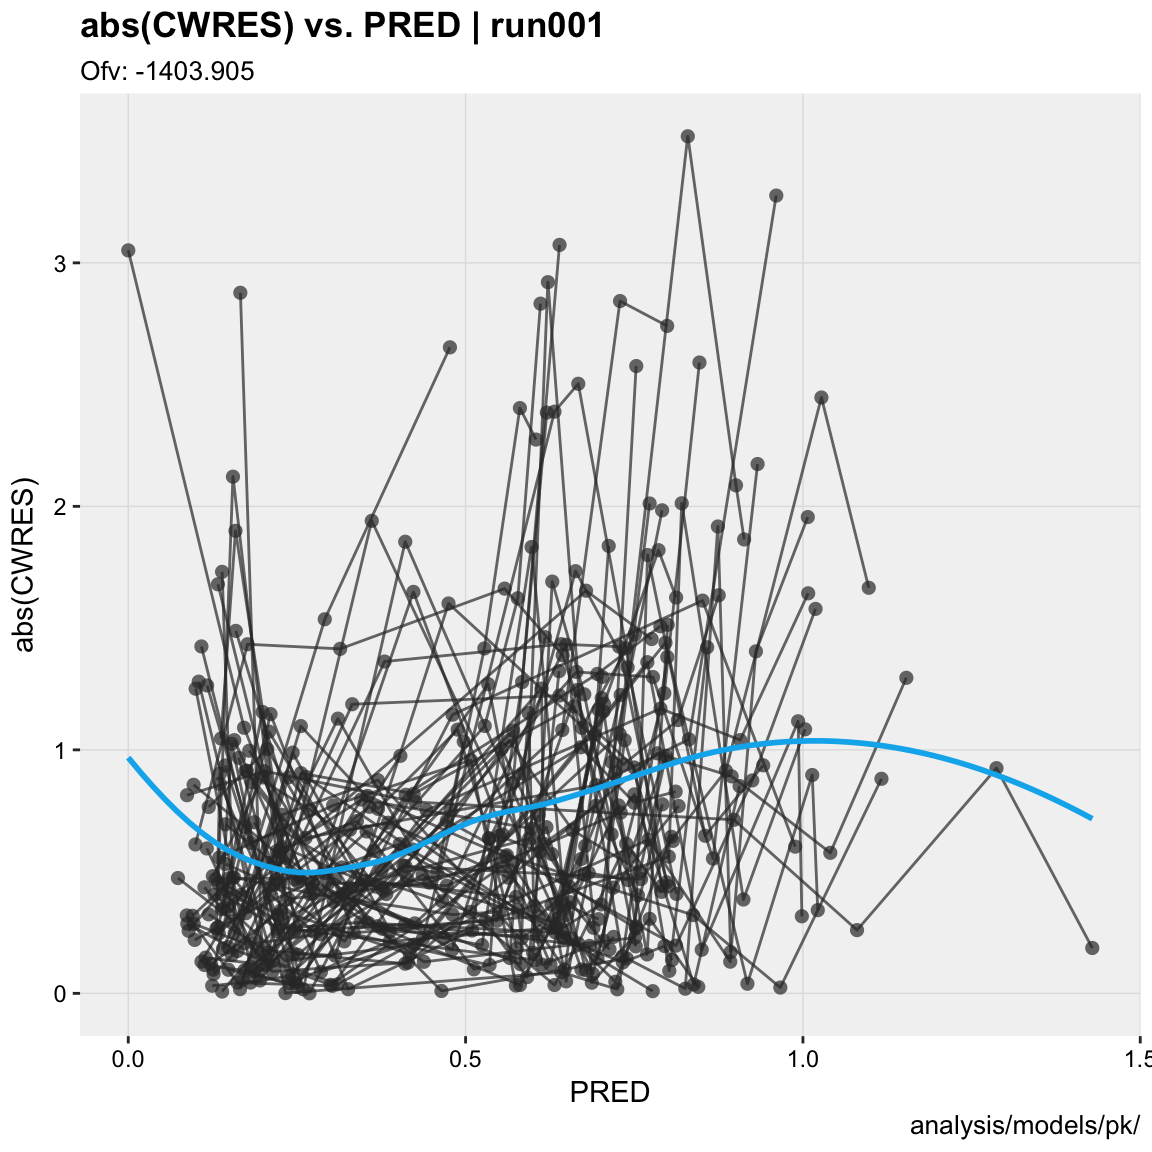 abs(CWRES) vs. PRED | run001
Ofv: -1403.905
abs(CWRES)
3
2
1
0
0.0 0.5 1.0 1.5
PRED
analysis/models/pk/